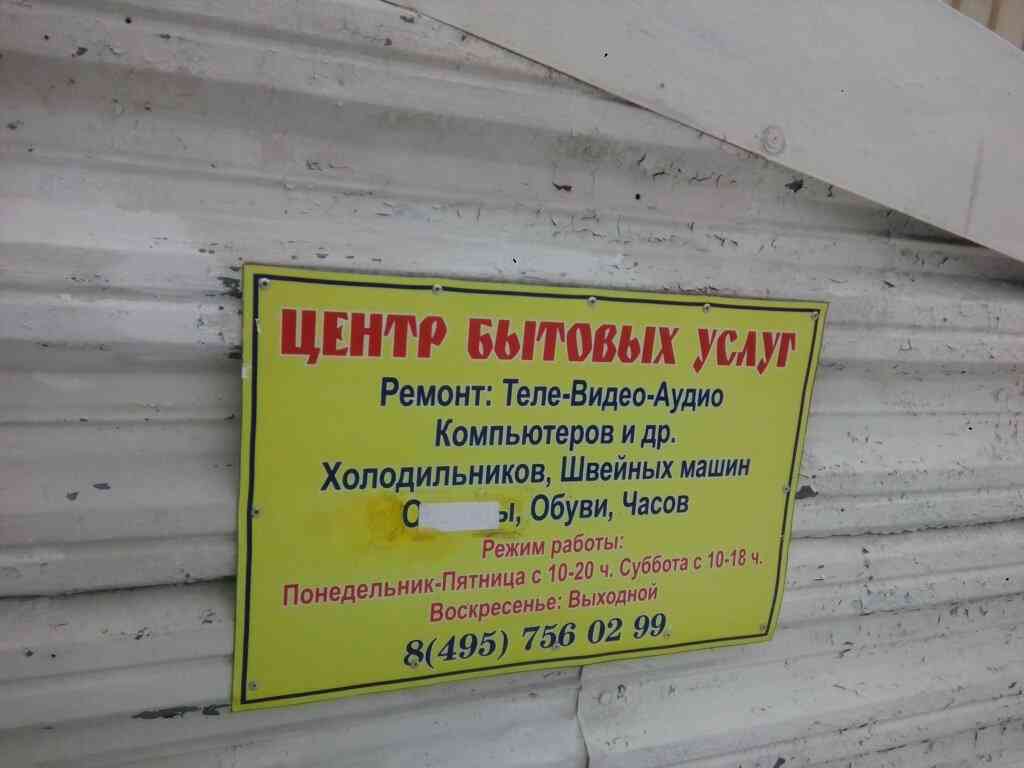 ЦЕНТР БЫТОВЫХ УСЛУГ
Ремонт: Теле-Видео-Аудио
Компьютеров и др.
Холодильников, Швейных машин
Обуви, Часов
Режим работы:
Понедельник-Пятница с 10-20 ч. Суббота с 10-18 ч.
Воскресенье: Выходной
8(495) 756 02 99